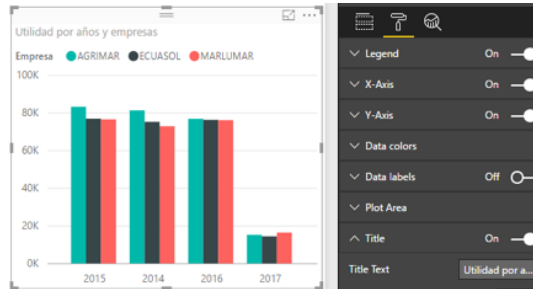 Utilidad por años y empresas
Empresa AGRIMAR ECUASOL MARLUMAR
100K
80K
60K
40K
20K
0K
2015 2014 2016 2017
Legend On
X-Axis On
Y-Axis On
Data colors
Data labels Off
Plot Area
Title On
Title Text Utilidad por a...